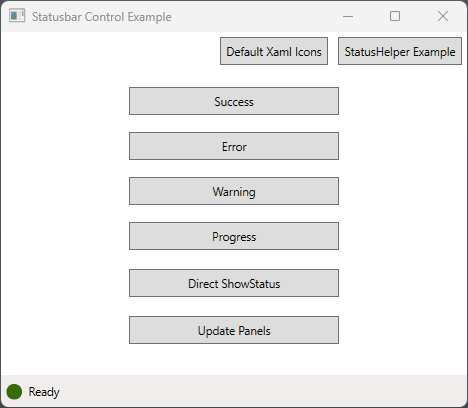 Statusbar Control Example
Default Xaml Icons
StatusHelper Example
Success
Error
Warning
Progress
Direct ShowStatus
Update Panels
Ready